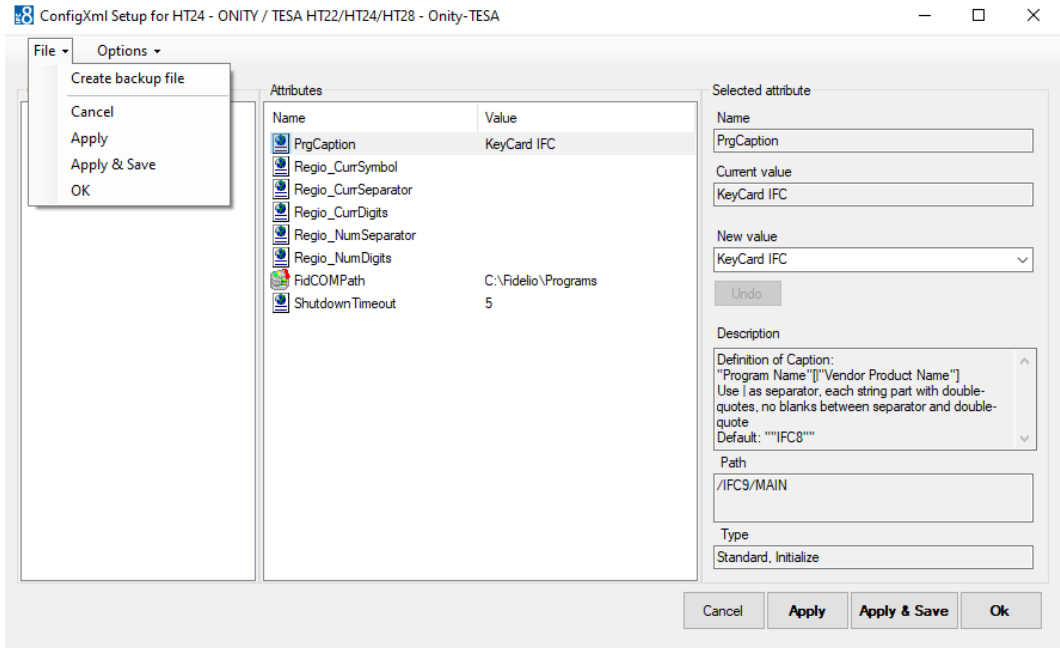 ConfigXml Setup for HT24 - ONITY / TESA HT22/HT24/HT28 - Onity-TESA
File Options
Create backup file
Cancel
Apply
Apply & Save
OK
Attributes
Name Value
PrgCaption KeyCard IFC
Regio_CurrSymbol
Regio_CurrSeparator
Regio_CurrDigits
Regio_NumSeparator
Regio_NumDigits
FidCOMPath C:\Fidelio\Programs
ShutdownTimeout 5
Selected attribute
Name
PrgCaption
Current value
KeyCard IFC
New value
KeyCard IFC
Undo
Description
Definition of Caption:
"Program Name"[|"Vendor Product Name"]
Use | as separator, each string part with double-
quotes, no blanks between separator and double-
quote
Default: ""IFC8""
Path
/IFC9/MAIN
Type
Standard, Initialize
Cancel Apply Apply & Save Ok